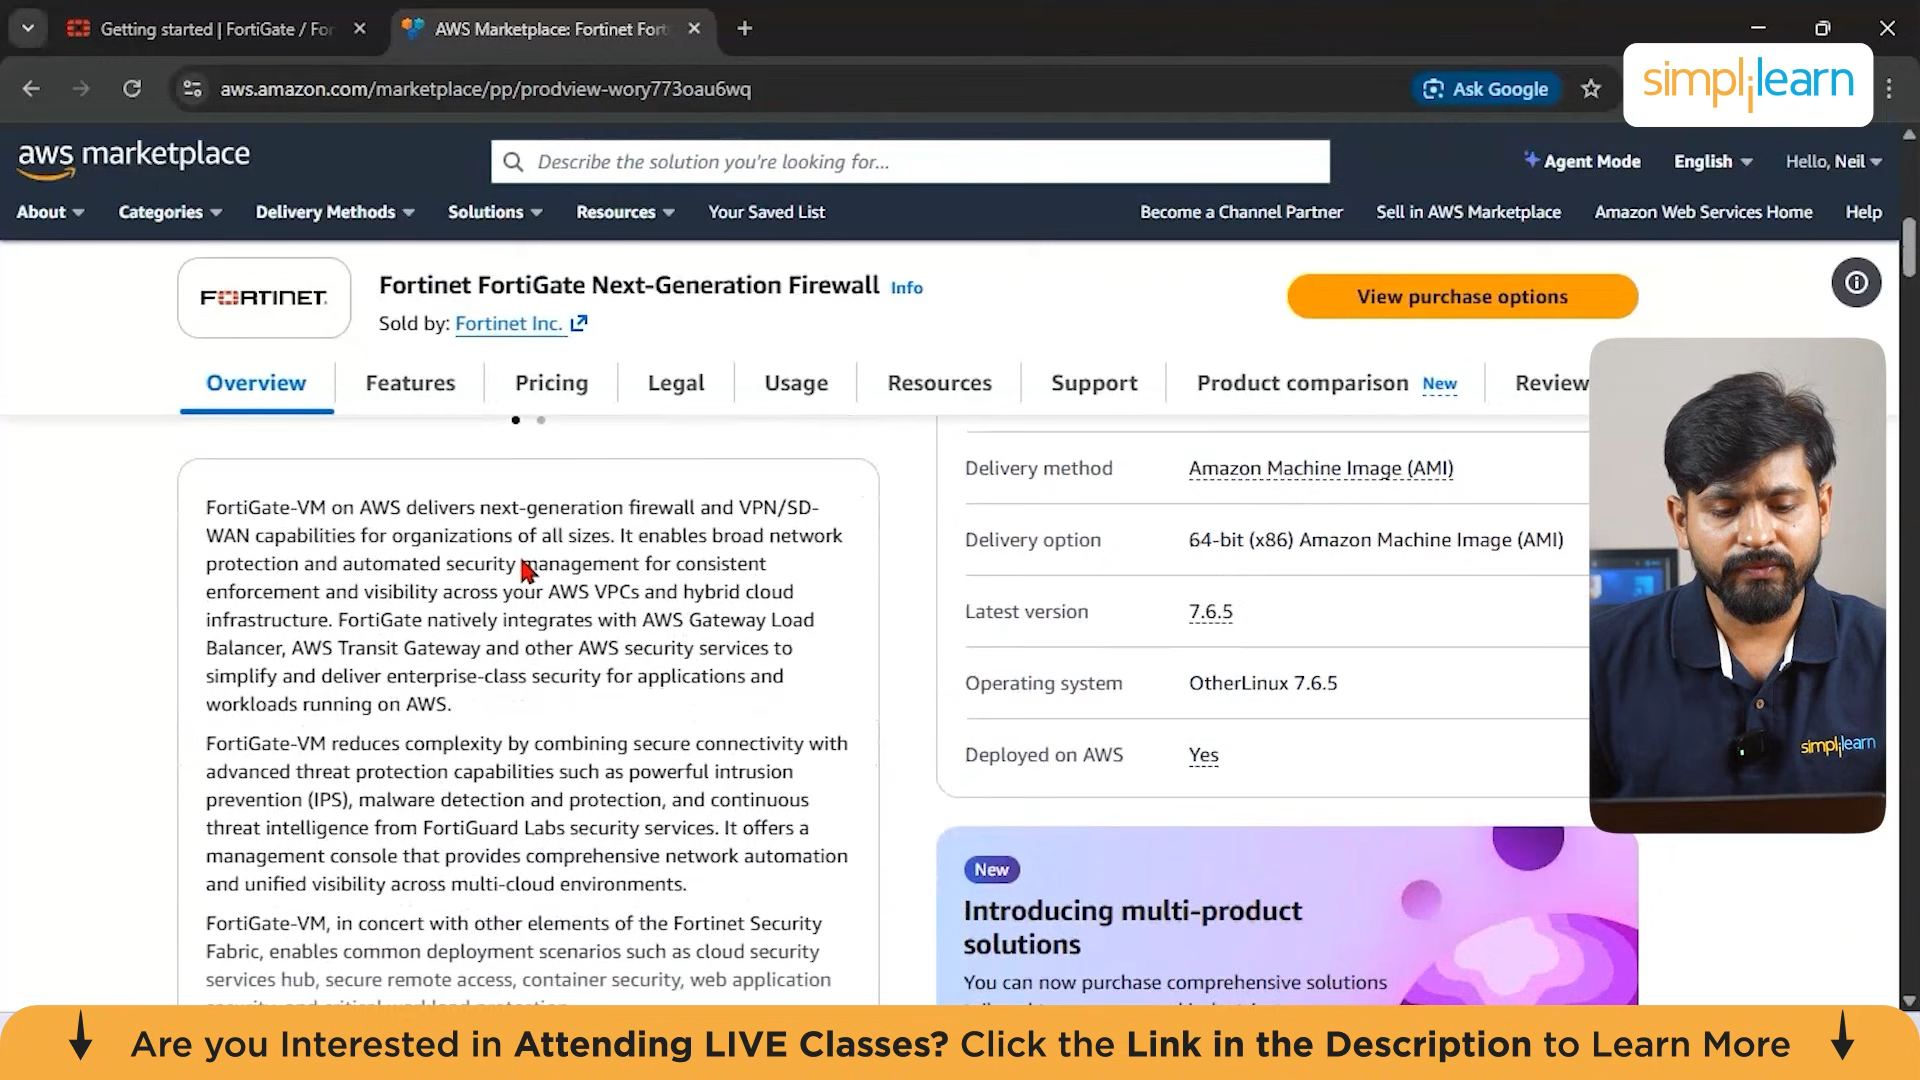 Getting started | FortiGate / For
AWS Marketplace: Fortinet Fort
aws.amazon.com/marketplace/pp/prodview-wory773oau6wq
Ask Google
simplilearn
aws marketplace
Describe the solution you're looking for...
Agent Mode
English
Hello, Neil
About
Categories
Delivery Methods
Solutions
Resources
Your Saved List
Become a Channel Partner
Sell in AWS Marketplace
Amazon Web Services Home
Help
FORTINET
Fortinet FortiGate Next-Generation Firewall Info
Sold by: Fortinet Inc.
View purchase options
Overview
Features
Pricing
Legal
Usage
Resources
Support
Product comparison New
Review
FortiGate-VM on AWS delivers next-generation firewall and VPN/SD-
WAN capabilities for organizations of all sizes. It enables broad network
protection and automated security management for consistent
enforcement and visibility across your AWS VPCs and hybrid cloud
infrastructure. FortiGate natively integrates with AWS Gateway Load
Balancer, AWS Transit Gateway and other AWS security services to
simplify and deliver enterprise-class security for applications and
workloads running on AWS.
FortiGate-VM reduces complexity by combining secure connectivity with
advanced threat protection capabilities such as powerful intrusion
prevention (IPS), malware detection and protection, and continuous
threat intelligence from FortiGuard Labs security services. It offers a
management console that provides comprehensive network automation
and unified visibility across multi-cloud environments.
FortiGate-VM, in concert with other elements of the Fortinet Security
Fabric, enables common deployment scenarios such as cloud security
services hub, secure remote access, container security, web application
Delivery method
Amazon Machine Image (AMI)
Delivery option
64-bit (x86) Amazon Machine Image (AMI)
Latest version
7.6.5
Operating system
OtherLinux 7.6.5
Deployed on AWS
Yes
New
Introducing multi-product
solutions
You can now purchase comprehensive solutions
simplilearn
Are you Interested in Attending LIVE Classes? Click the Link in the Description to Learn More